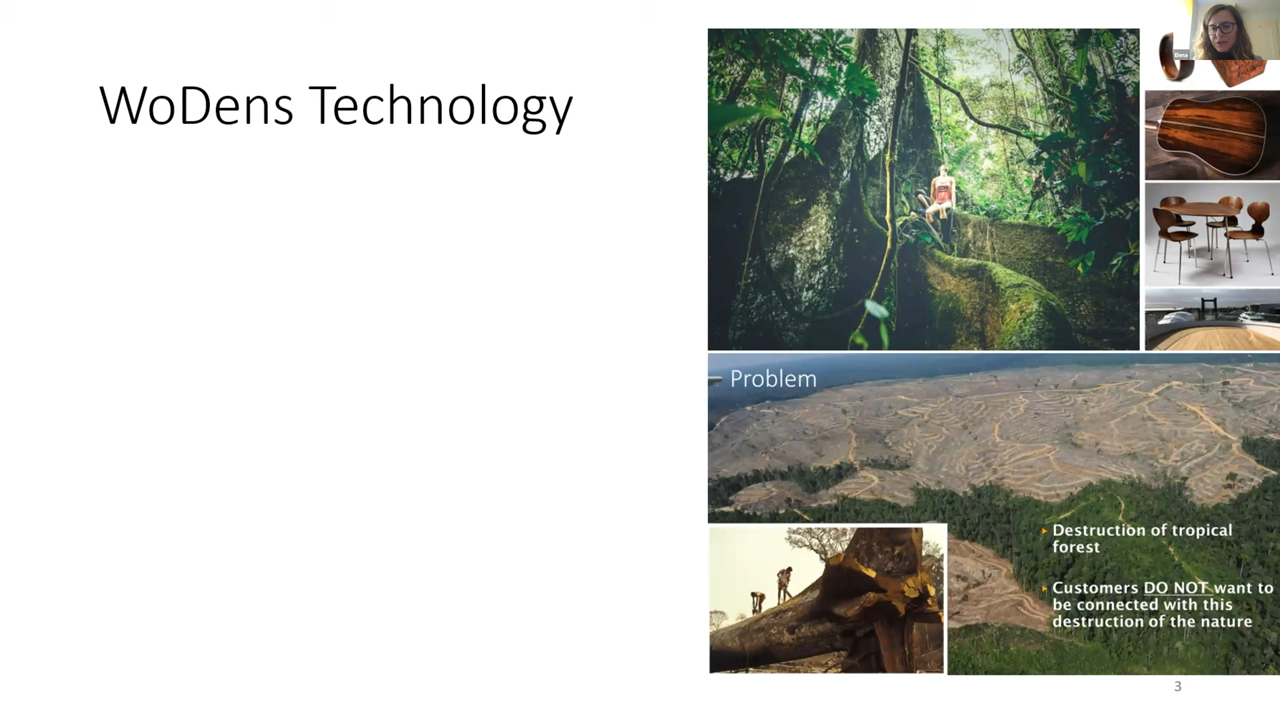 WoDens Technology
Problem
Destruction of tropical
forest
Customers DO NOT want to
be connected with this
destruction of the nature
3